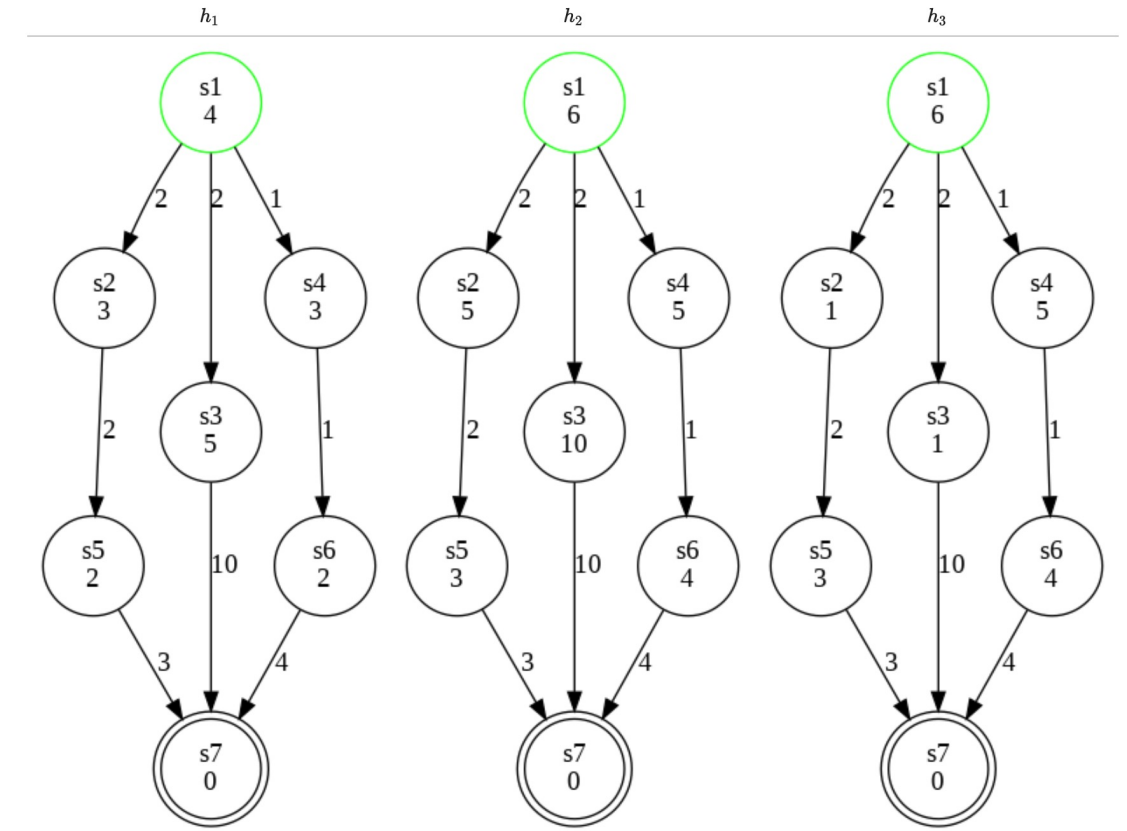 h₁ h₂ h₃
s1 s1 s1
4 6 6
2 2 1 2 2 1 2 2 1
s2 s4 s2 s4 s2 s4
3 3 5 5 1 5
s3 s3 s3
5 10 1
2 1 2 1 2 1
s5 s6 s5 s6 s5 s6
2 2 3 4 3 4
10 10 10
3 4 3 4 3 4
s7 s7 s7
0 0 0